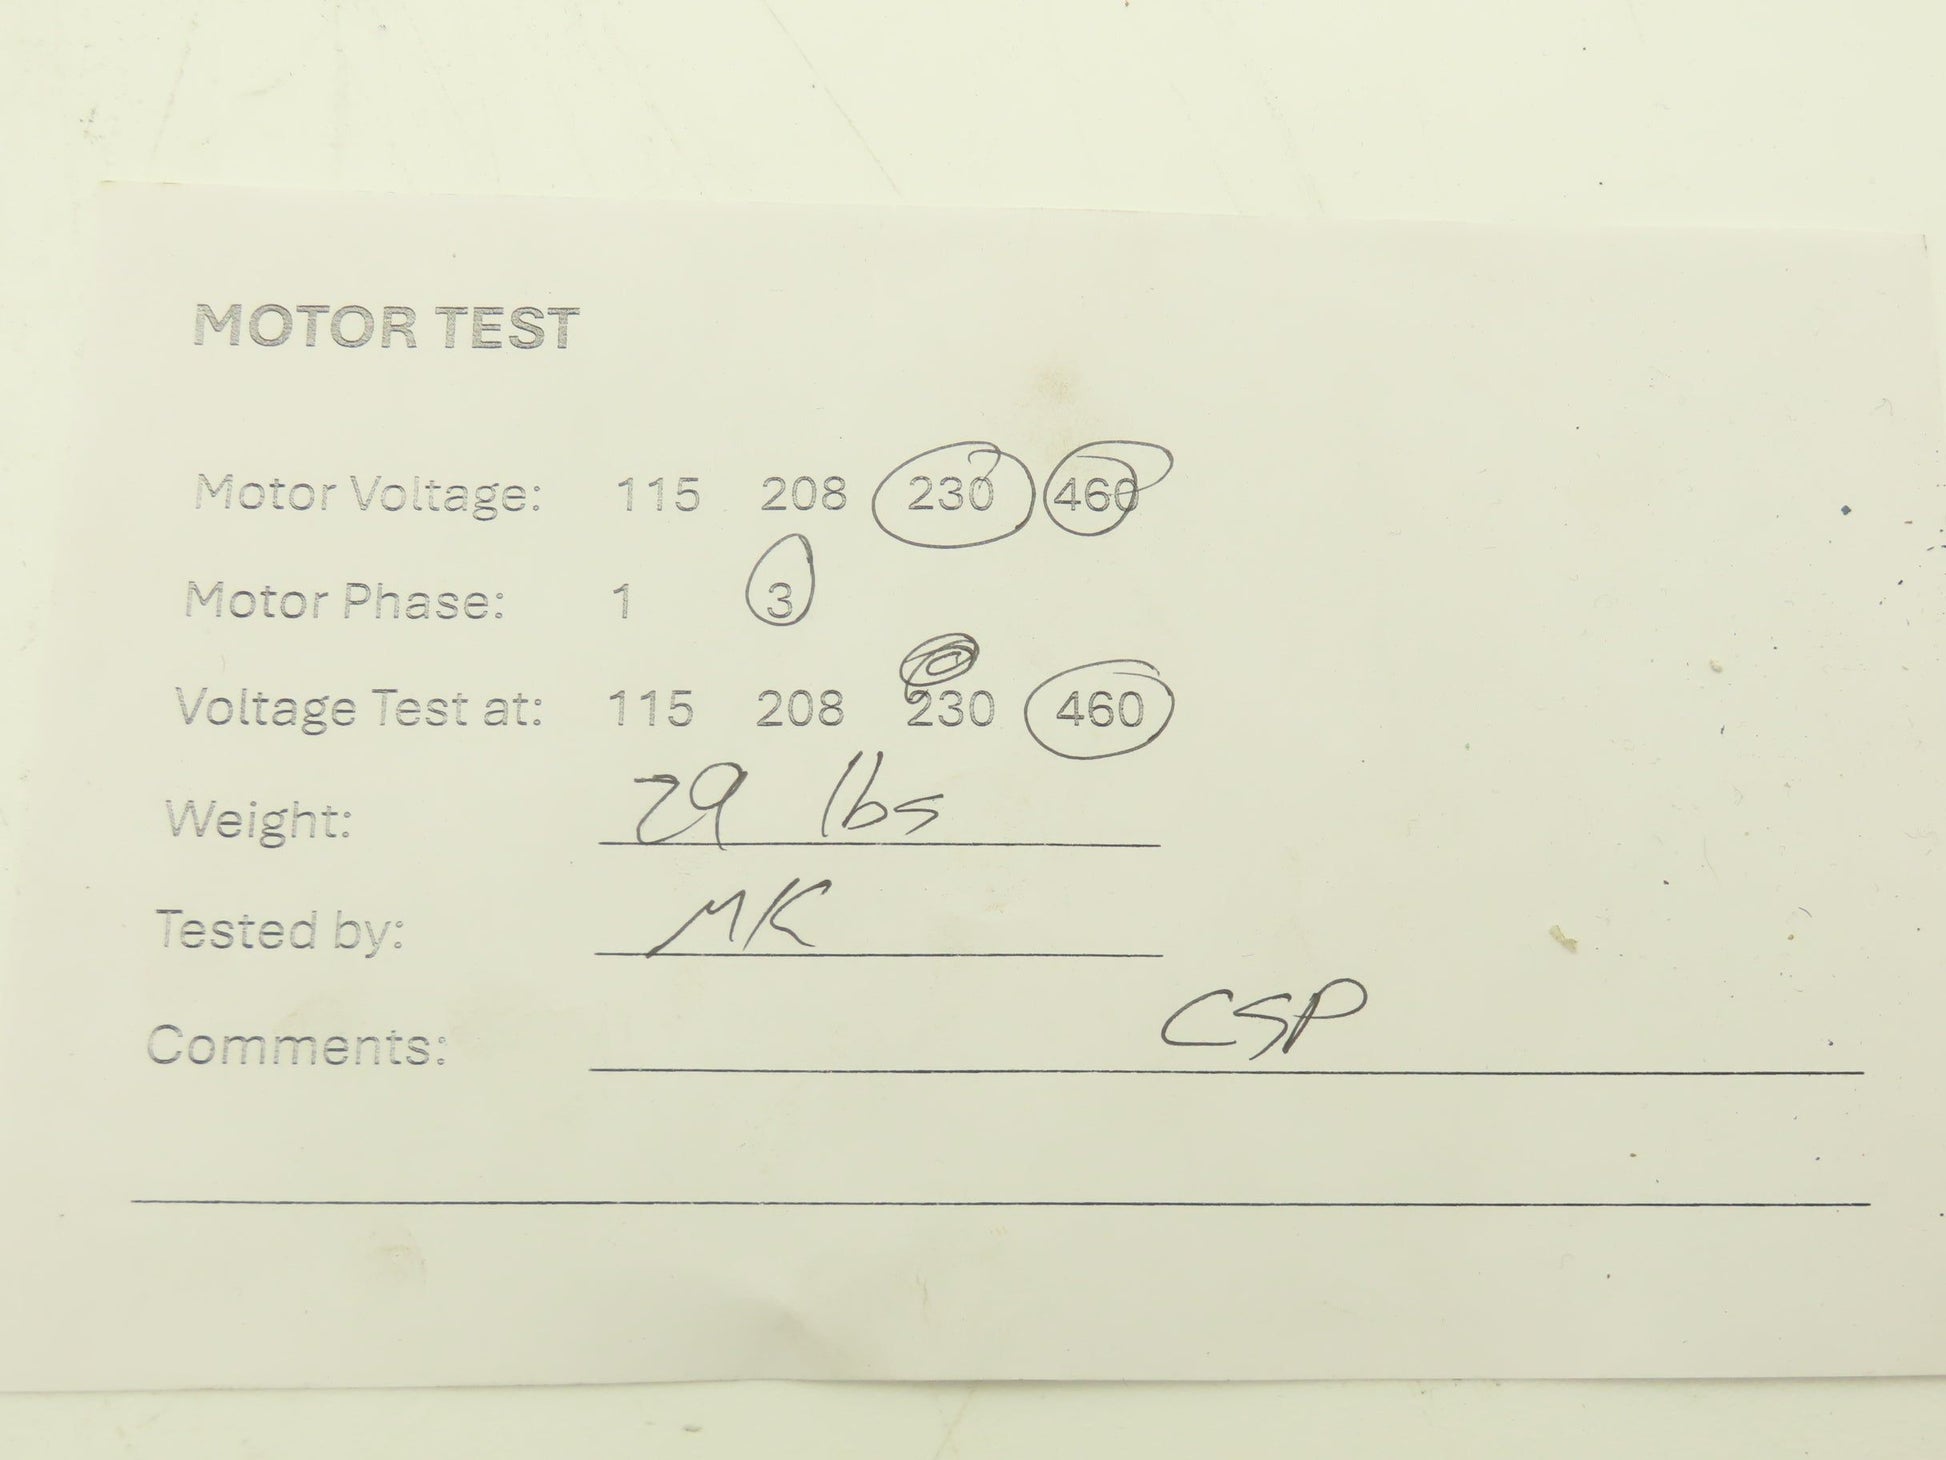 MOTOR TEST
Motor Voltage: 115 208 230 460
Motor Phase: 1 3
Voltage Test at: 115 208 230 460
Weight: 29 lbs
Tested by: MK
Comments: CSP